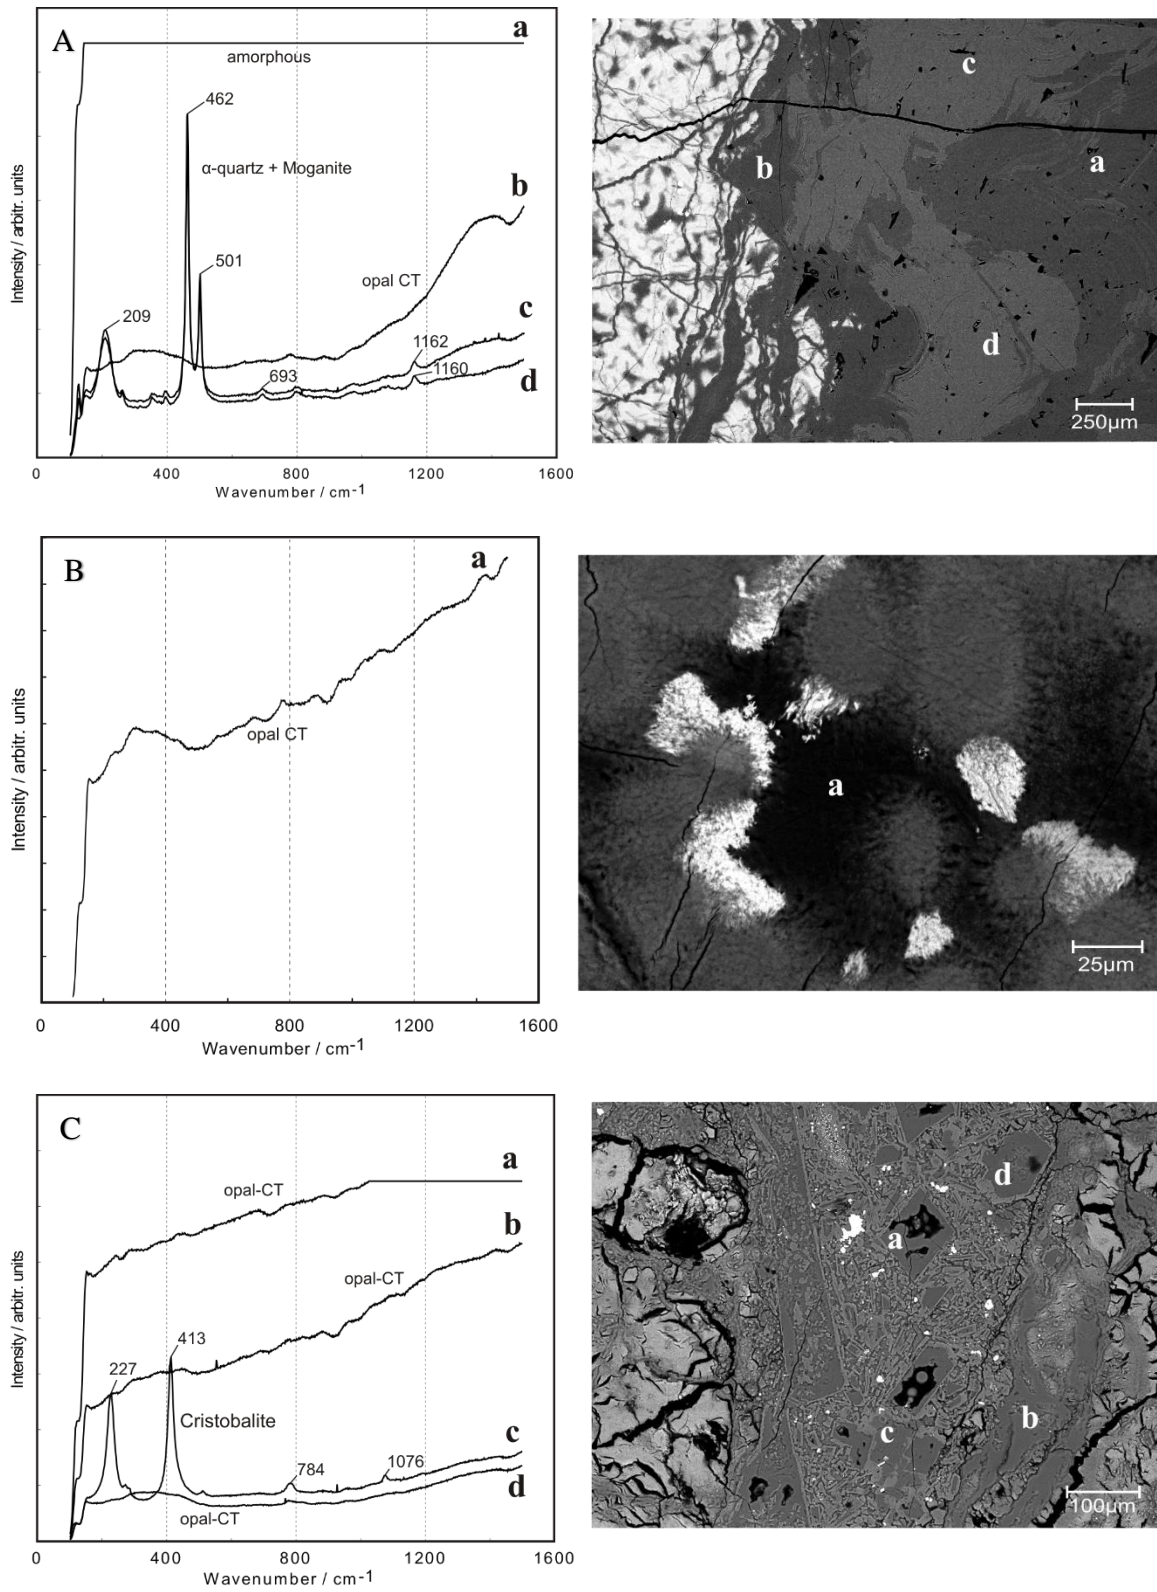 A
a
amorphous
462
α-quartz + Moganite
b
501
opal CT
209
c
1162
693
1160
d
Intensity / arbitr. units
0 400 800 1200 1600
Wavenumber / cm-1
c
b
a
d
250µm
B
a
opal CT
Intensity / arbitr. units
0 400 800 1200 1600
Wavenumber / cm-1
a
25µm
C
a
opal-CT
b
opal-CT
413
227
Cristobalite
c
784
1076
d
opal-CT
Intensity / arbitr. units
0 400 800 1200 1600
Wavenumber / cm-1
d
a
b
c
100µm